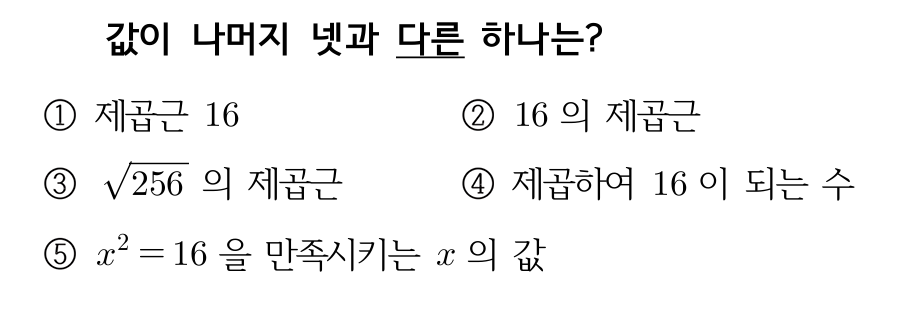 값이 나머지 넷과 다른 하나는?
① 제곱근 16 ② 16 의 제곱근
③ √256 의 제곱근 ④ 제곱하여 16 이 되는 수
⑤ x² = 16 을 만족시키는 x 의 값